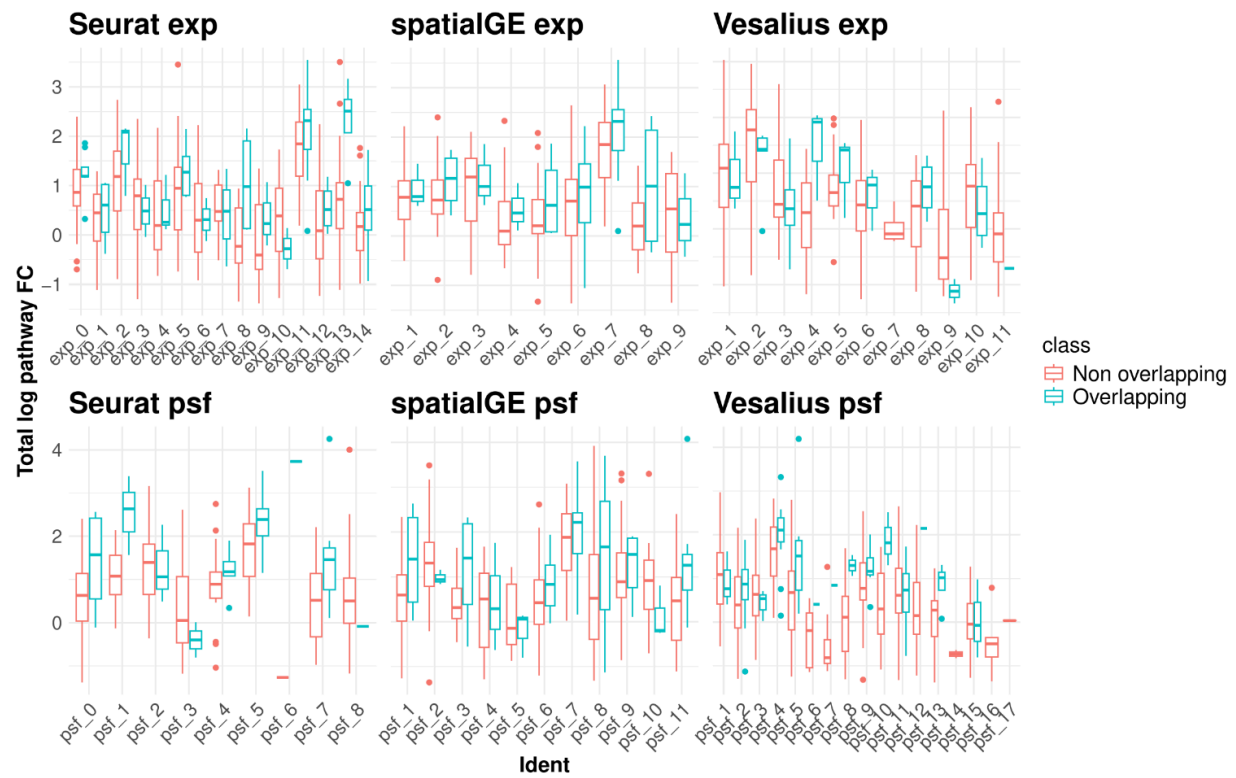 Seurat exp
spatialGE exp
Vesalius exp
Total log pathway FC
3
2
1
0
−1
exp_0
exp_1
exp_2
exp_3
exp_4
exp_5
exp_6
exp_7
exp_8
exp_9
exp_10
exp_11
exp_12
exp_13
exp_14
exp_1
exp_2
exp_3
exp_4
exp_5
exp_6
exp_7
exp_8
exp_9
exp_1
exp_2
exp_3
exp_4
exp_5
exp_6
exp_7
exp_8
exp_9
exp_10
exp_11
class
Non overlapping
Overlapping
Seurat psf
spatialGE psf
Vesalius psf
4
2
0
psf_0
psf_1
psf_2
psf_3
psf_4
psf_5
psf_6
psf_7
psf_8
psf_1
psf_2
psf_3
psf_4
psf_5
psf_6
psf_7
psf_8
psf_9
psf_10
psf_11
psf_1
psf_2
psf_3
psf_4
psf_5
psf_6
psf_7
psf_8
psf_9
psf_10
psf_11
psf_12
psf_13
psf_14
psf_15
psf_16
psf_17
Ident